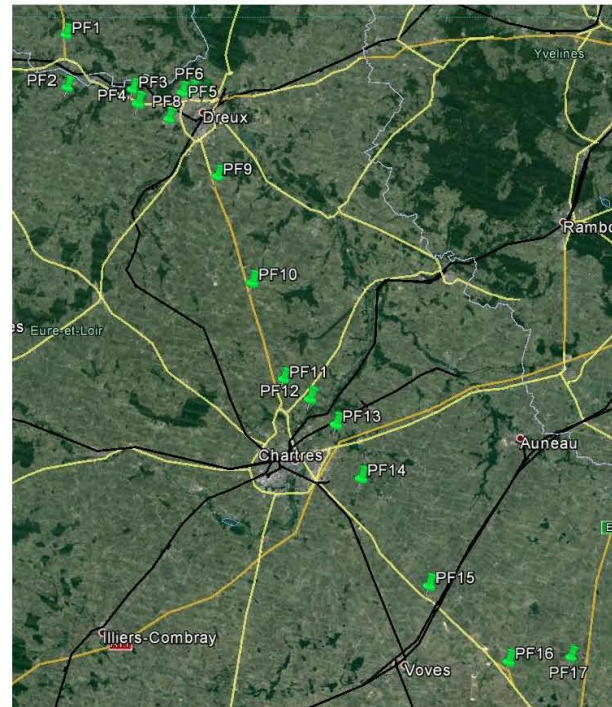 PF1
Yvelines
PF2
PF3
PF6
PF4
PF5
PF8
Dreux
PF9
Rambo
PF10
es
Eure-et-Loir
PF11
PF12
PF13
Auneau
Chartres
PF14
E
PF15
Illiers-Combray
PF16
PF17
Voves